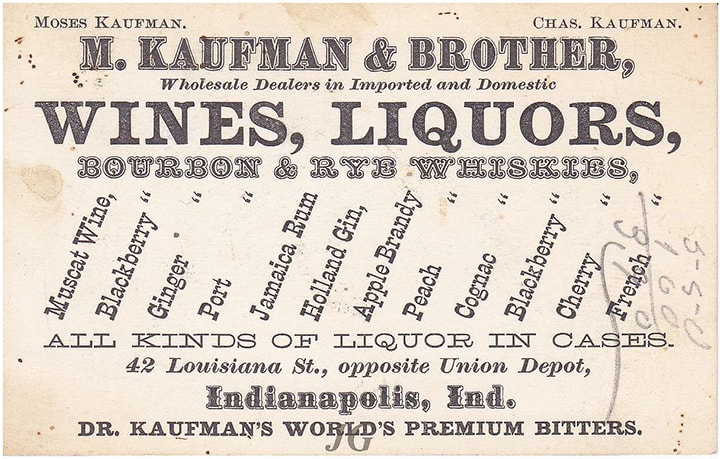 MOSES KAUFMAN. CHAS. KAUFMAN.
M. KAUFMAN & BROTHER,
Wholesale Dealers in Imported and Domestic
WINES, LIQUORS,
BOURBON & RYE WHISKIES,
Muscat Wine,
Blackberry "
Ginger "
Port "
Jamaica Rum
Holland Gin,
Apple Brandy
Peach "
Cognac "
Blackberry "
Cherry "
French "
ALL KINDS OF LIQUOR IN CASES.
42 Louisiana St., opposite Union Depot,
Indianapolis, Ind.
DR. KAUFMAN'S WORLD'S PREMIUM BITTERS.
JG